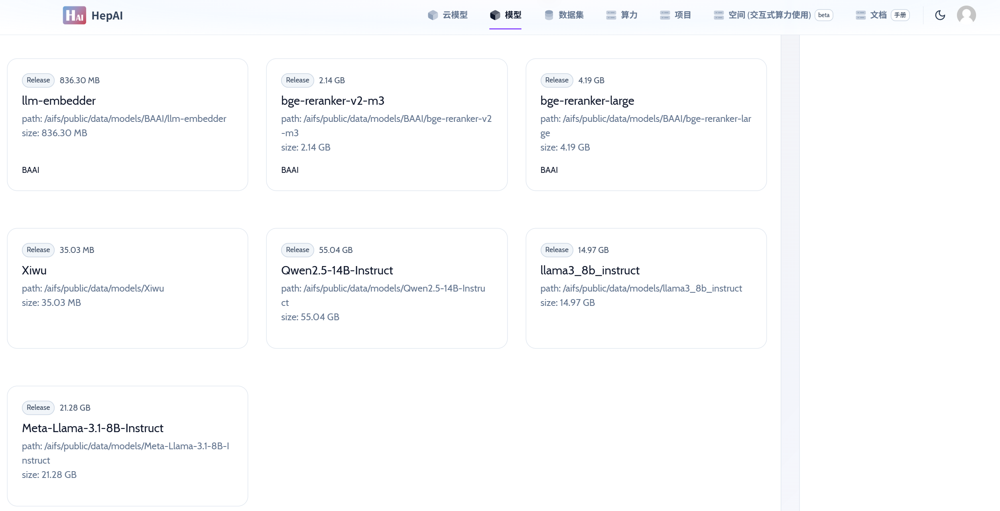 HAI HepAI 云模型 模型 数据集 算力 项目 空间 (交互式算力使用) beta 文档 手册
Release 836.30 MB
llm-embedder
path: /aifs/public/data/models/BAAI/llm-embedder
size: 836.30 MB
BAAI
Release 2.14 GB
bge-reranker-v2-m3
path: /aifs/public/data/models/BAAI/bge-reranker-v2
-m3
size: 2.14 GB
BAAI
Release 4.19 GB
bge-reranker-large
path: /aifs/public/data/models/BAAI/bge-reranker-lar
ge
size: 4.19 GB
BAAI
Release 35.03 MB
Xiwu
path: /aifs/public/data/models/Xiwu
size: 35.03 MB
Release 55.04 GB
Qwen2.5-14B-Instruct
path: /aifs/public/data/models/Qwen2.5-14B-Instru
ct
size: 55.04 GB
Release 14.97 GB
llama3_8b_instruct
path: /aifs/public/data/models/llama3_8b_instruct
size: 14.97 GB
Release 21.28 GB
Meta-Llama-3.1-8B-Instruct
path: /aifs/public/data/models/Meta-Llama-3.1-8B-I
nstruct
size: 21.28 GB